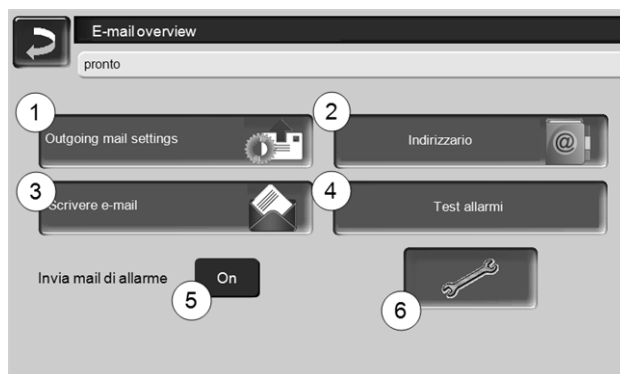 E-mail overview
pronto
1
2
Outgoing mail settings
Indirizzario
@
3
4
Scrivere e-mail
Test allarmi
Invia mail di allarme
On
5
6